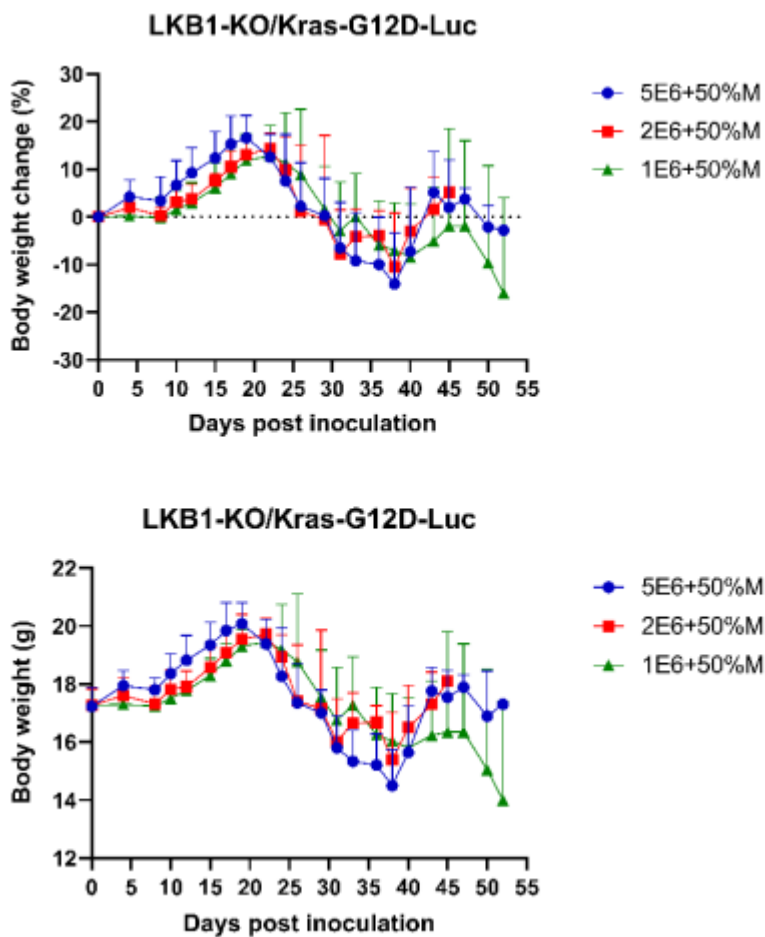 LKB1-KO/Kras-G12D-Luc
Body weight change (%)
30
20
10
0
-10
-20
-30
0 5 10 15 20 25 30 35 40 45 50 55
Days post inoculation
5E6+50%M
2E6+50%M
1E6+50%M
LKB1-KO/Kras-G12D-Luc
Body weight (g)
22
20
18
16
14
12
0 5 10 15 20 25 30 35 40 45 50 55
Days post inoculation
5E6+50%M
2E6+50%M
1E6+50%M